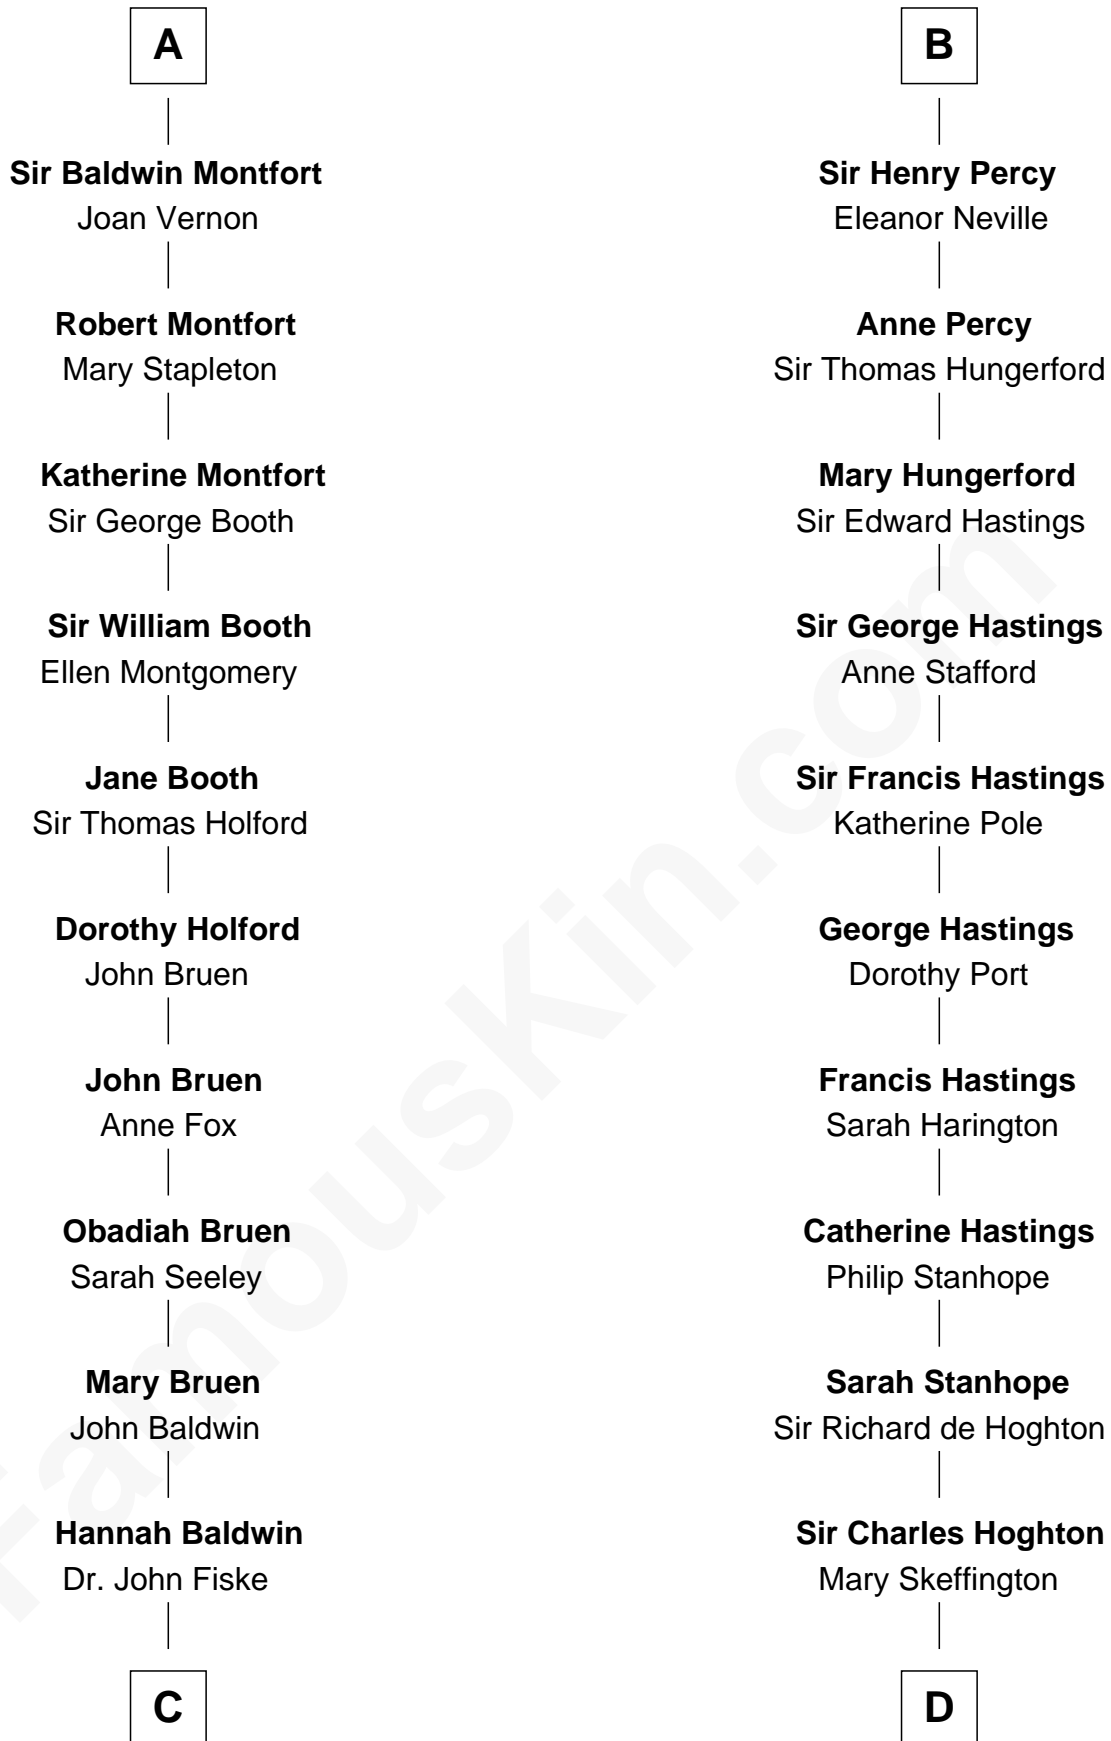 A
Sir Baldwin Montfort
Joan Vernon
Robert Montfort
Mary Stapleton
Katherine Montfort
Sir George Booth
Sir William Booth
Ellen Montgomery
Jane Booth
Sir Thomas Holford
Dorothy Holford
John Bruen
John Bruen
Anne Fox
Obadiah Bruen
Sarah Seeley
Mary Bruen
John Baldwin
Hannah Baldwin
Dr. John Fiske
C
B
Sir Henry Percy
Eleanor Neville
Anne Percy
Sir Thomas Hungerford
Mary Hungerford
Sir Edward Hastings
Sir George Hastings
Anne Stafford
Sir Francis Hastings
Katherine Pole
George Hastings
Dorothy Port
Francis Hastings
Sarah Harington
Catherine Hastings
Philip Stanhope
Sarah Stanhope
Sir Richard de Hoghton
Sir Charles Hoghton
Mary Skeffington
D
FamousKin.com